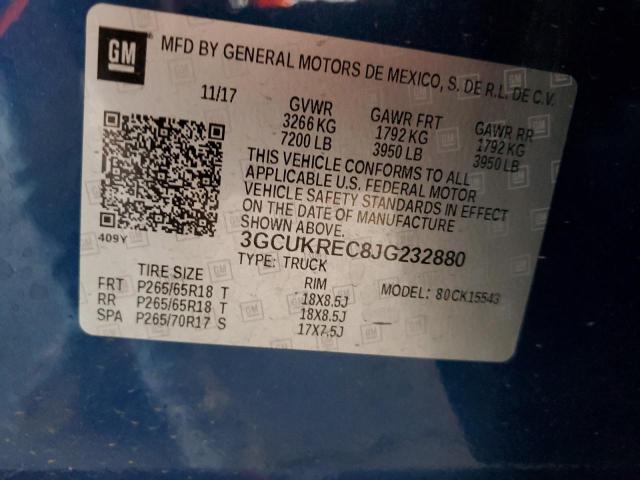 GM MFD BY GENERAL MOTORS DE MEXICO, S. DE R.L. DE C.V.
11/17 GVWR GAWR FRT GAWR RR
3266 KG 1792 KG 1792 KG
7200 LB 3950 LB 3950 LB
THIS VEHICLE CONFORMS TO ALL
APPLICABLE U.S. FEDERAL MOTOR
VEHICLE SAFETY STANDARDS IN EFFECT
ON THE DATE OF MANUFACTURE
SHOWN ABOVE.
409Y
3GCUKREC8JG232880
TYPE: TRUCK
TIRE SIZE RIM MODEL: 80CK15543
FRT P265/65R18 T 18X8.5J
RR P265/65R18 T 18X8.5J
SPA P265/70R17 S 17X7.5J